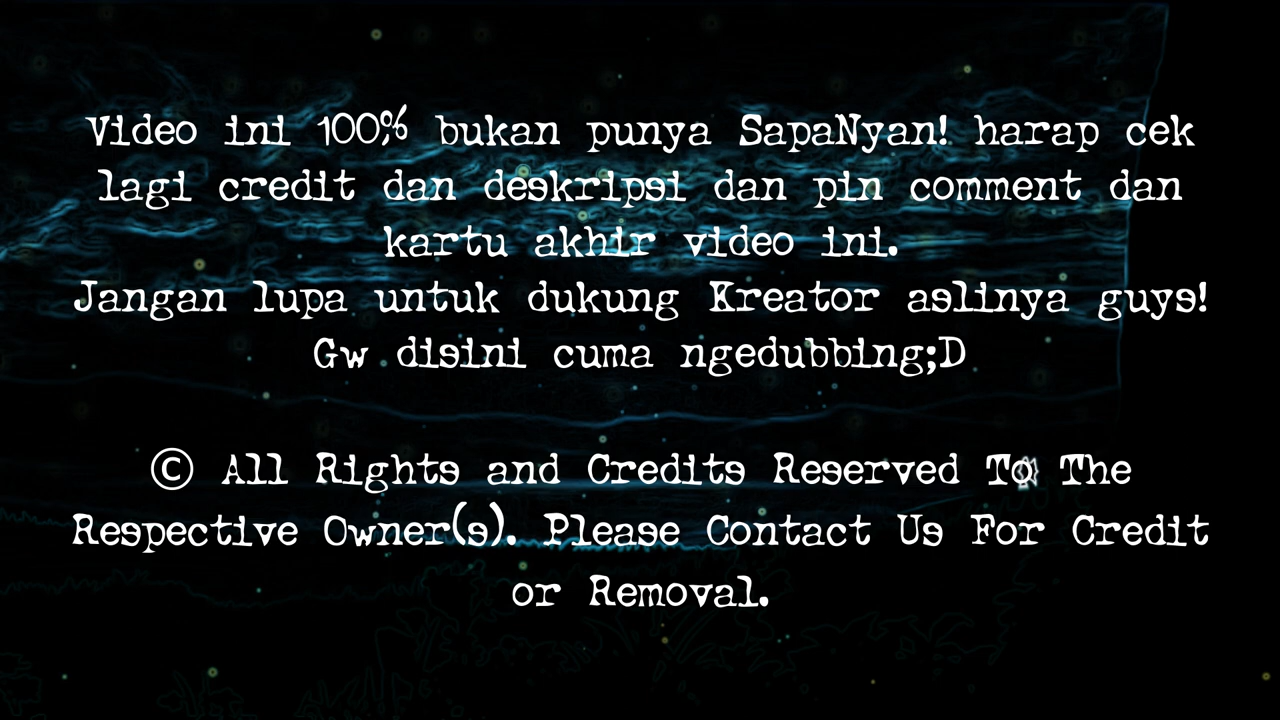 Video ini 100% bukan punya SapaNyan! harap cek
lagi credit dan deskripsi dan pin comment dan
kartu akhir video ini.
Jangan lupa untuk dukung Kreator aslinya guys!
Gw disini cuma ngedubbing;D
© All Rights and Credits Reserved To The
Respective Owner(s). Please Contact Us For Credit
or Removal.